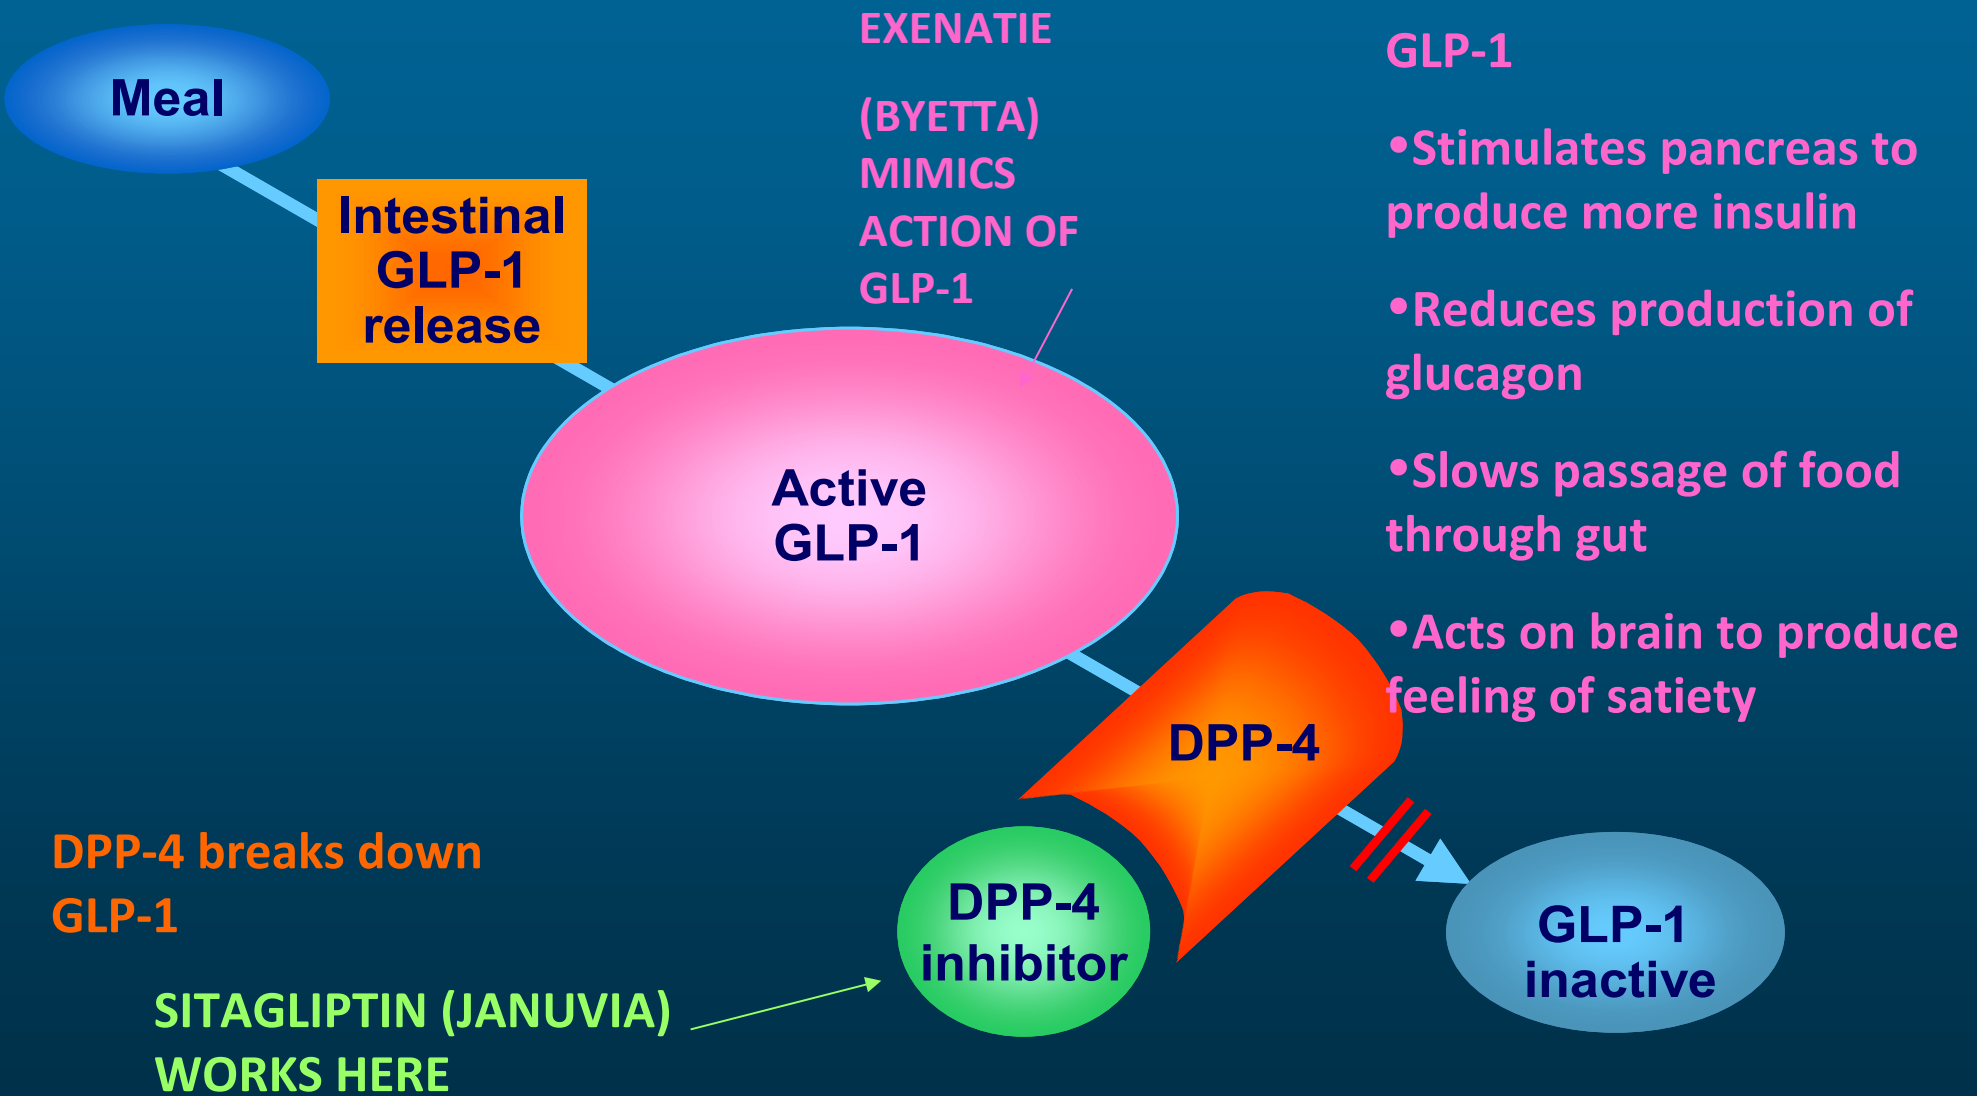 Meal
Intestinal
GLP-1
release
EXENATIE
(BYETTA)
MIMICS
ACTION OF
GLP-1
GLP-1
•Stimulates pancreas to
produce more insulin
•Reduces production of
glucagon
•Slows passage of food
through gut
•Acts on brain to produce
feeling of satiety
Active
GLP-1
DPP-4
DPP-4 breaks down
GLP-1
DPP-4
inhibitor
GLP-1
inactive
SITAGLIPTIN (JANUVIA)
WORKS HERE